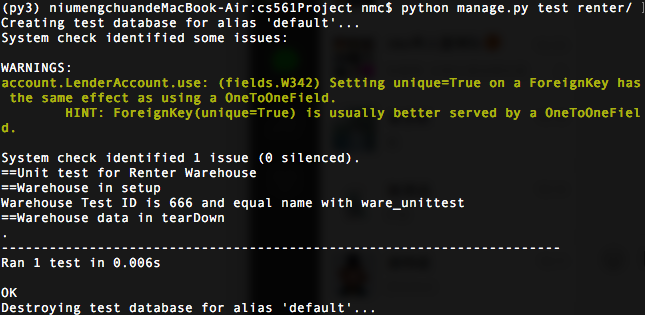 (py3) niumengchuandeMacBook-Air:cs561Project nmc$ python manage.py test renter/ ]
Creating test database for alias 'default'...
System check identified some issues:

WARNINGS:
account.LenderAccount.use: (fields.W342) Setting unique=True on a ForeignKey has
 the same effect as using a OneToOneField.
        HINT: ForeignKey(unique=True) is usually better served by a OneToOneFiel
d.

System check identified 1 issue (0 silenced).
==Unit test for Renter Warehouse
==Warehouse in setup
Warehouse Test ID is 666 and equal name with ware_unittest
==Warehouse data in tearDown
.
----------------------------------------------------------------------
Ran 1 test in 0.006s

OK
Destroying test database for alias 'default'...